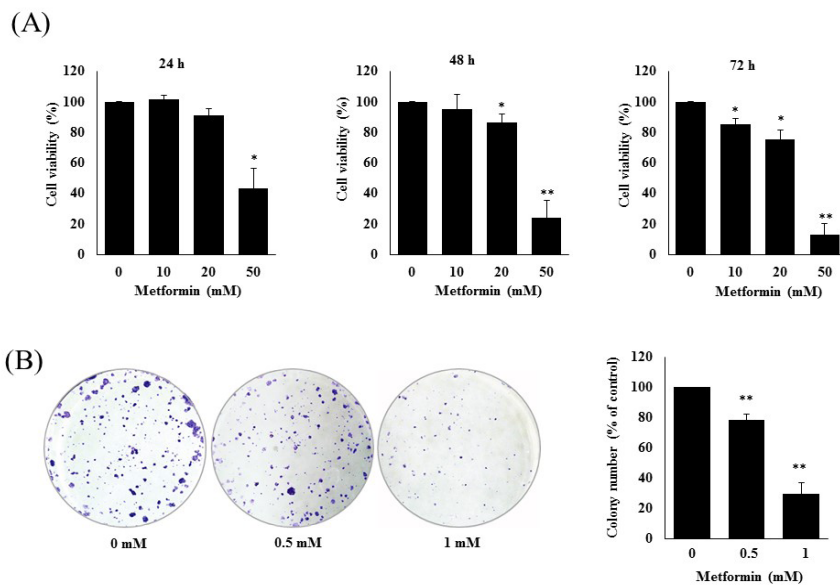 (A)
24 h
120
100
80
60
40
20
0
Cell viability (%)
*
0 10 20 50
Metformin (mM)
48 h
120
100
80
60
40
20
0
Cell viability (%)
*
**
0 10 20 50
Metformin (mM)
72 h
120
100
80
60
40
20
0
Cell viability (%)
*
*
**
0 10 20 50
Metformin (mM)
(B)
0 mM
0.5 mM
1 mM
120
100
80
60
40
20
0
Colony number (% of control)
**
**
0 0.5 1
Metformin (mM)